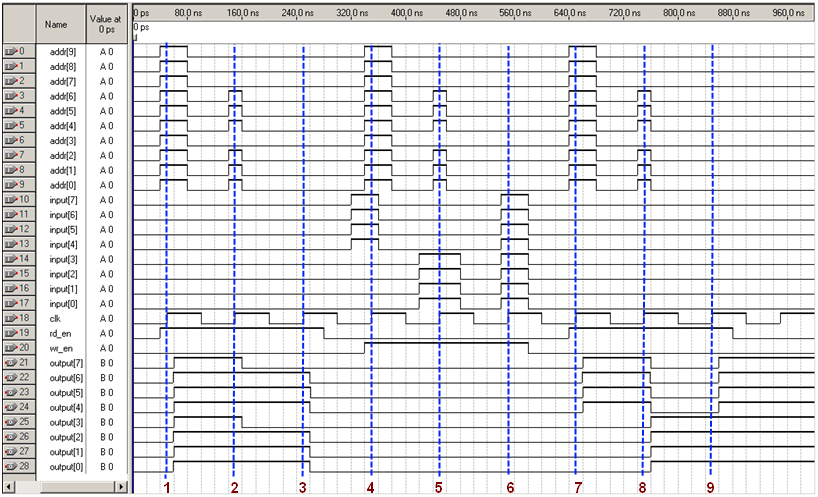 Name
Value at
0 ps
0 ps 80.0 ns 160.0 ns 240.0 ns 320.0 ns 400.0 ns 480.0 ns 560.0 ns 640.0 ns 720.0 ns 800.0 ns 880.0 ns 960.0 ns
0 ps
0 addr[9] A 0
1 addr[8] A 0
2 addr[7] A 0
3 addr[6] A 0
4 addr[5] A 0
5 addr[4] A 0
6 addr[3] A 0
7 addr[2] A 0
8 addr[1] A 0
9 addr[0] A 0
10 input[7] A 0
11 input[6] A 0
12 input[5] A 0
13 input[4] A 0
14 input[3] A 0
15 input[2] A 0
16 input[1] A 0
17 input[0] A 0
18 clk A 0
19 rd_en A 0
20 wr_en A 0
21 output[7] B 0
22 output[6] B 0
23 output[5] B 0
24 output[4] B 0
25 output[3] B 0
26 output[2] B 0
27 output[1] B 0
28 output[0] B 0
1 2 3 4 5 6 7 8 9